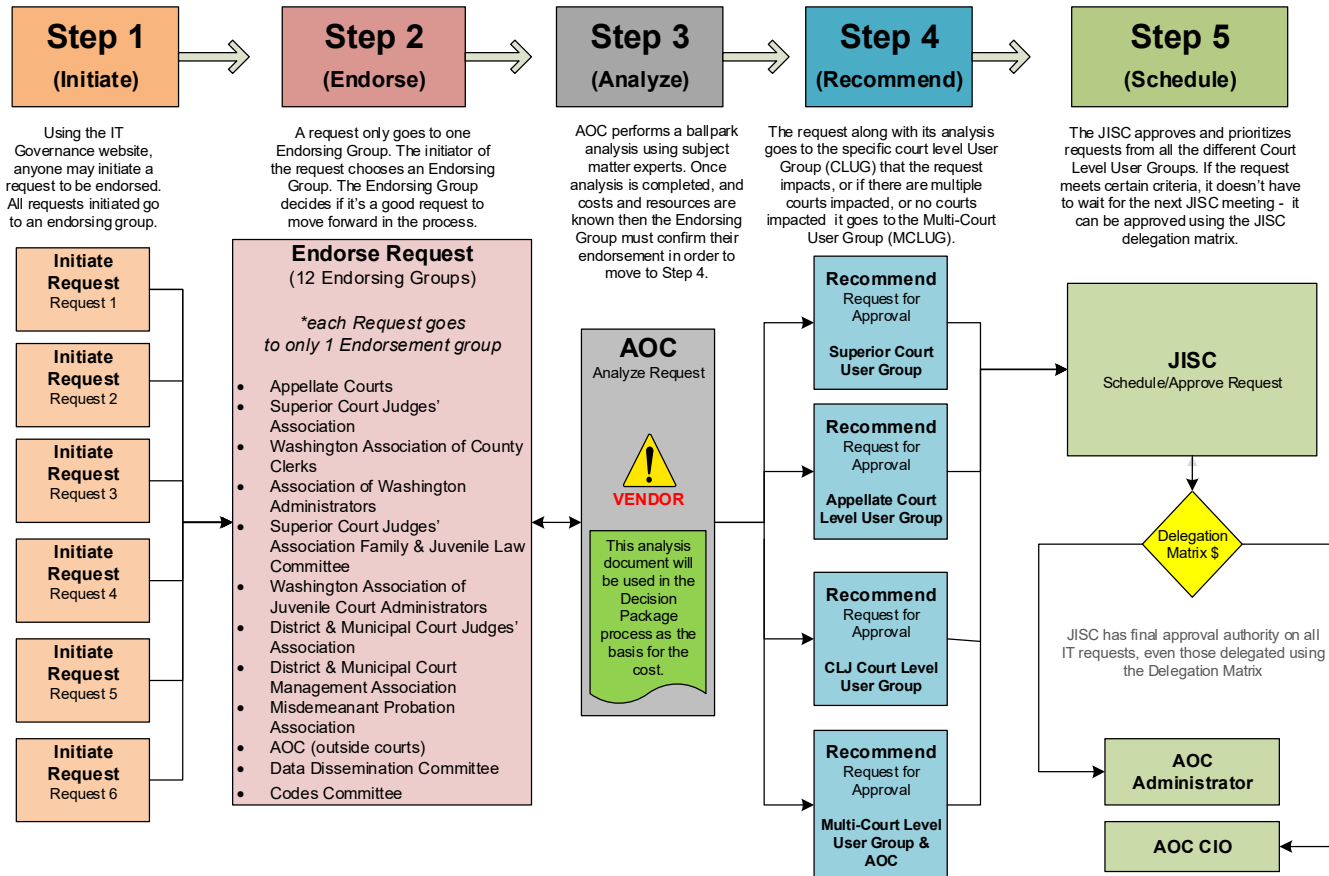 Step 1
(Initiate)
Step 2
(Endorse)
Step 3
(Analyze)
Step 4
(Recommend)
Step 5
(Schedule)
Using the IT
Governance website,
anyone may initiate a
request to be endorsed.
All requests initiated go
to an endorsing group.
A request only goes to one
Endorsing Group. The initiator of
the request chooses an Endorsing
Group. The Endorsing Group
decides if it's a good request to
move forward in the process.
AOC performs a ballpark
analysis using subject
matter experts. Once
analysis is completed, and
costs and resources are
known then the Endorsing
Group must confirm their
endorsement in order to
move to Step 4.
The request along with its analysis
goes to the specific court level User
Group (CLUG) that the request
impacts, or if there are multiple
courts impacted, or no courts
impacted it goes to the Multi-Court
User Group (MCLUG).
The JISC approves and prioritizes
requests from all the different Court
Level User Groups. If the request
meets certain criteria, it doesn't have
to wait for the next JISC meeting - it
can be approved using the JISC
delegation matrix.
Initiate
Request
Request 1
Initiate
Request
Request 2
Initiate
Request
Request 3
Initiate
Request
Request 4
Initiate
Request
Request 5
Initiate
Request
Request 6
Endorse Request
(12 Endorsing Groups)
*each Request goes
to only 1 Endorsement group
• Appellate Courts
• Superior Court Judges'
Association
• Washington Association of County
Clerks
• Association of Washington
Administrators
• Superior Court Judges'
Association Family & Juvenile Law
Committee
• Washington Association of
Juvenile Court Administrators
• District & Municipal Court Judges'
Association
• District & Municipal Court
Management Association
• Misdemeanant Probation
Association
• AOC (outside courts)
• Data Dissemination Committee
• Codes Committee
AOC
Analyze Request
!
VENDOR
This analysis
document will
be used in the
Decision
Package
process as the
basis for the
cost.
Recommend
Request for
Approval
Superior Court
User Group
Recommend
Request for
Approval
Appellate Court
Level User Group
Recommend
Request for
Approval
CLJ Court Level
User Group
Recommend
Request for
Approval
Multi-Court Level
User Group &
AOC
JISC
Schedule/Approve Request
Delegation
Matrix $
JISC has final approval authority on all
IT requests, even those delegated using
the Delegation Matrix
AOC
Administrator
AOC CIO